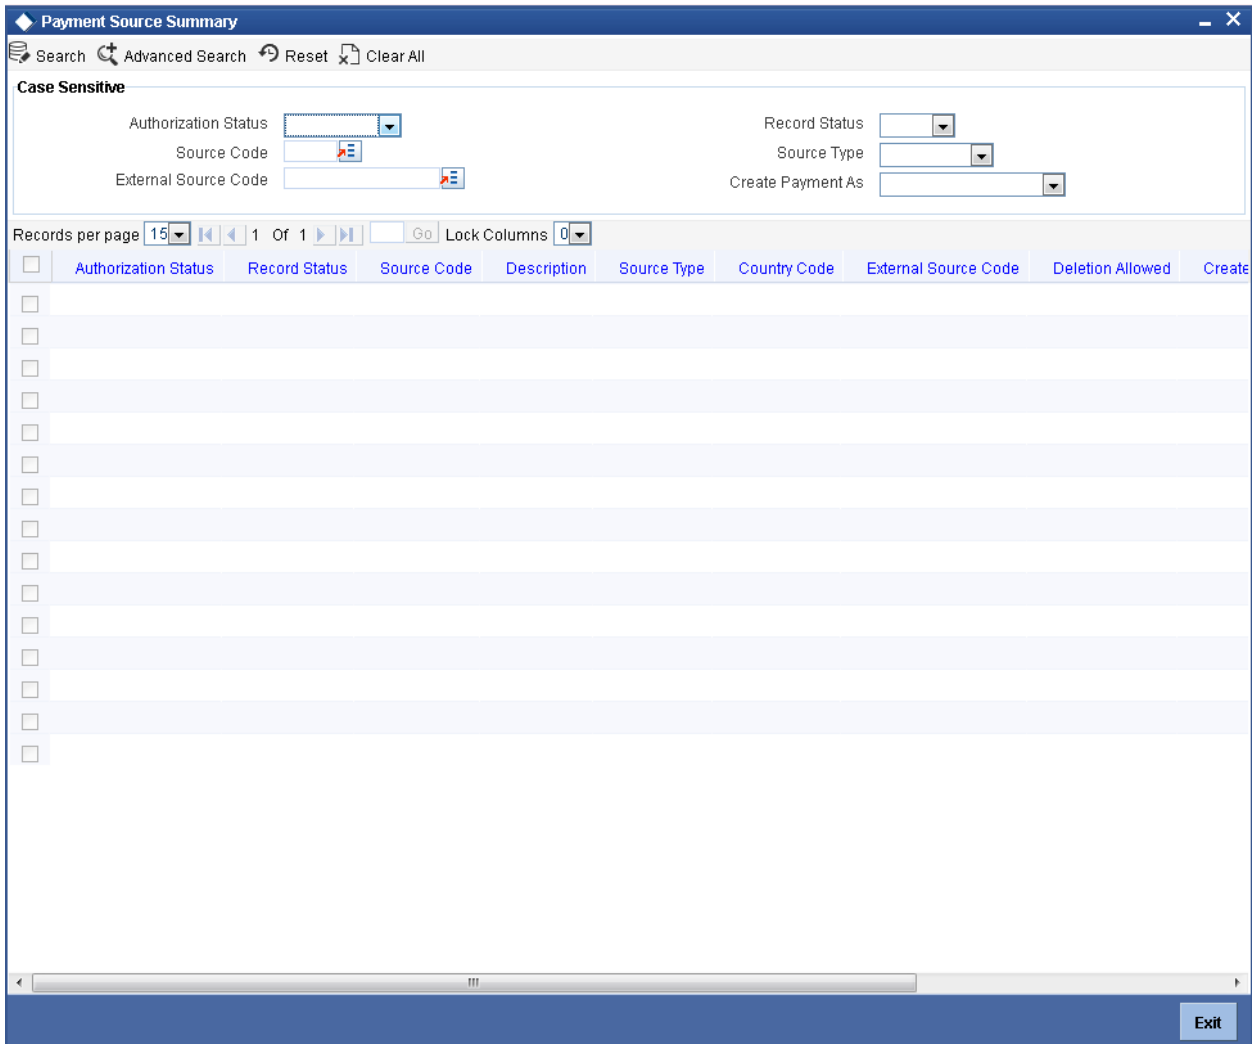 Payment Source Summary
Search Advanced Search Reset Clear All
Case Sensitive
Authorization Status Record Status
Source Code Source Type
External Source Code Create Payment As
Records per page 15 1 Of 1 Go Lock Columns 0
Authorization Status Record Status Source Code Description Source Type Country Code External Source Code Deletion Allowed Create
Exit